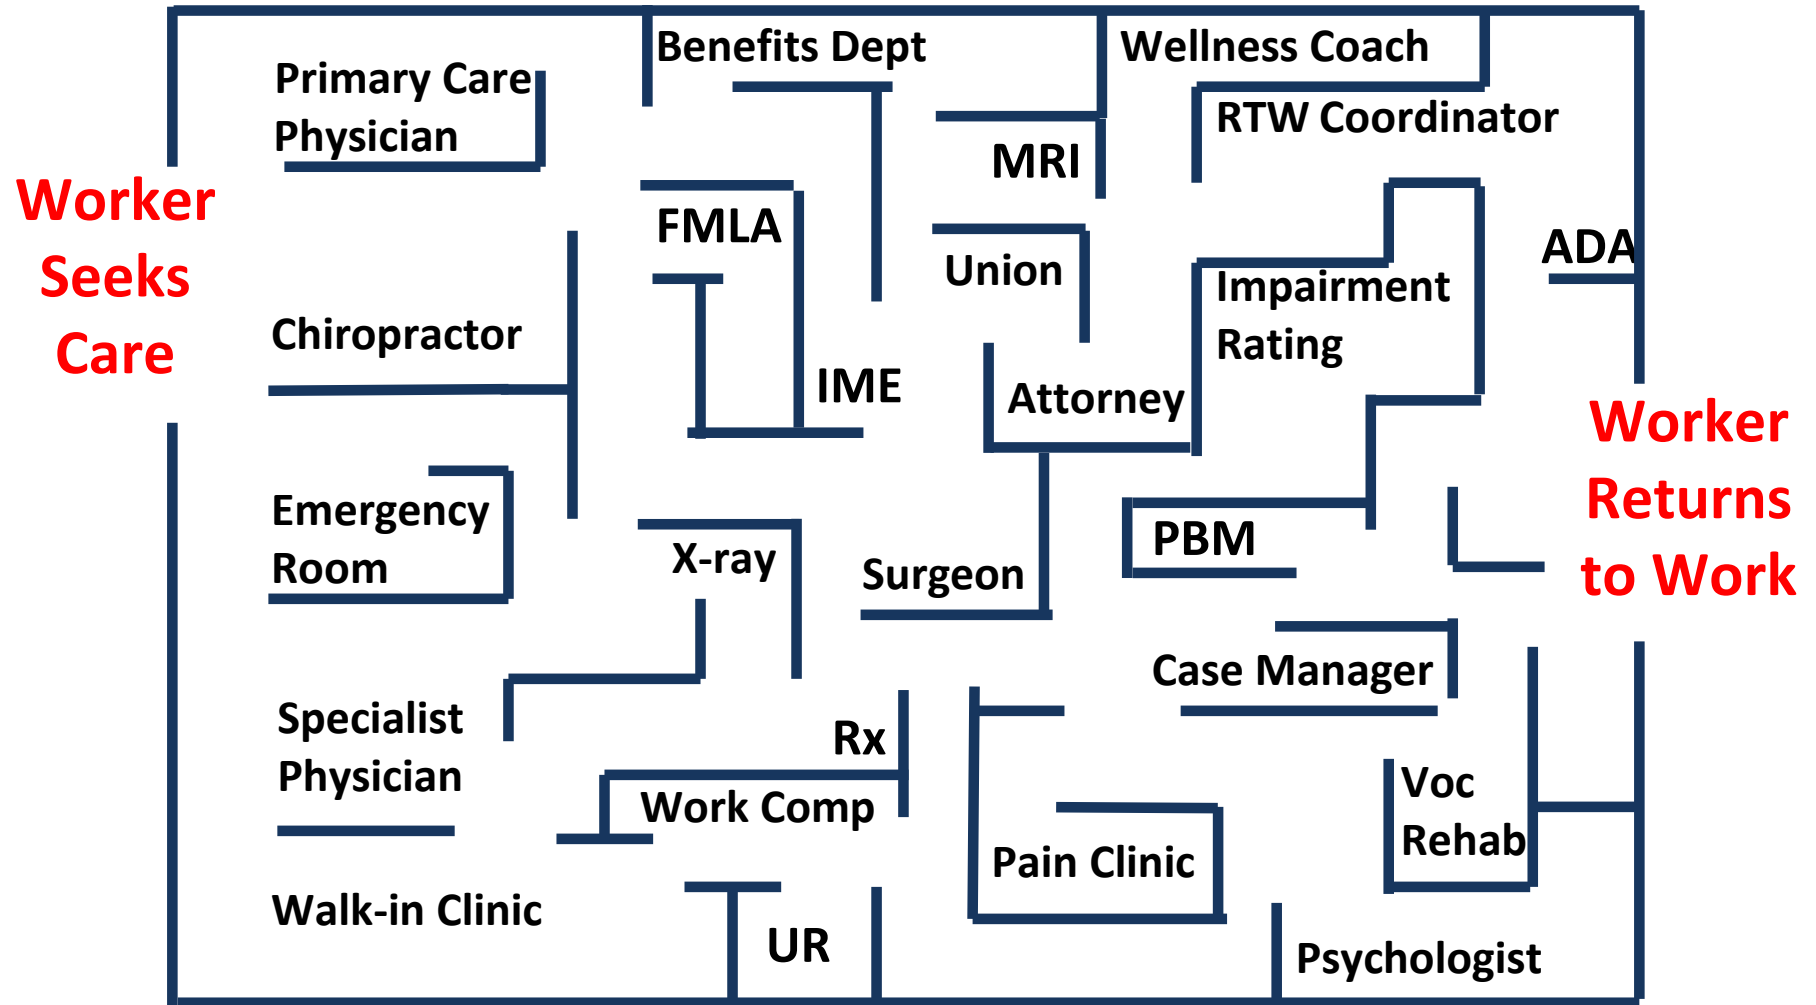 Benefits Dept
Wellness Coach
Primary Care
Physician
RTW Coordinator
MRI
Worker
Seeks
Care
FMLA
Union
ADA
Impairment
Rating
Chiropractor
IME
Attorney
Worker
Returns
to Work
Emergency
Room
X-ray
Surgeon
PBM
Case Manager
Specialist
Physician
Rx
Work Comp
Voc
Rehab
Pain Clinic
Walk-in Clinic
UR
Psychologist